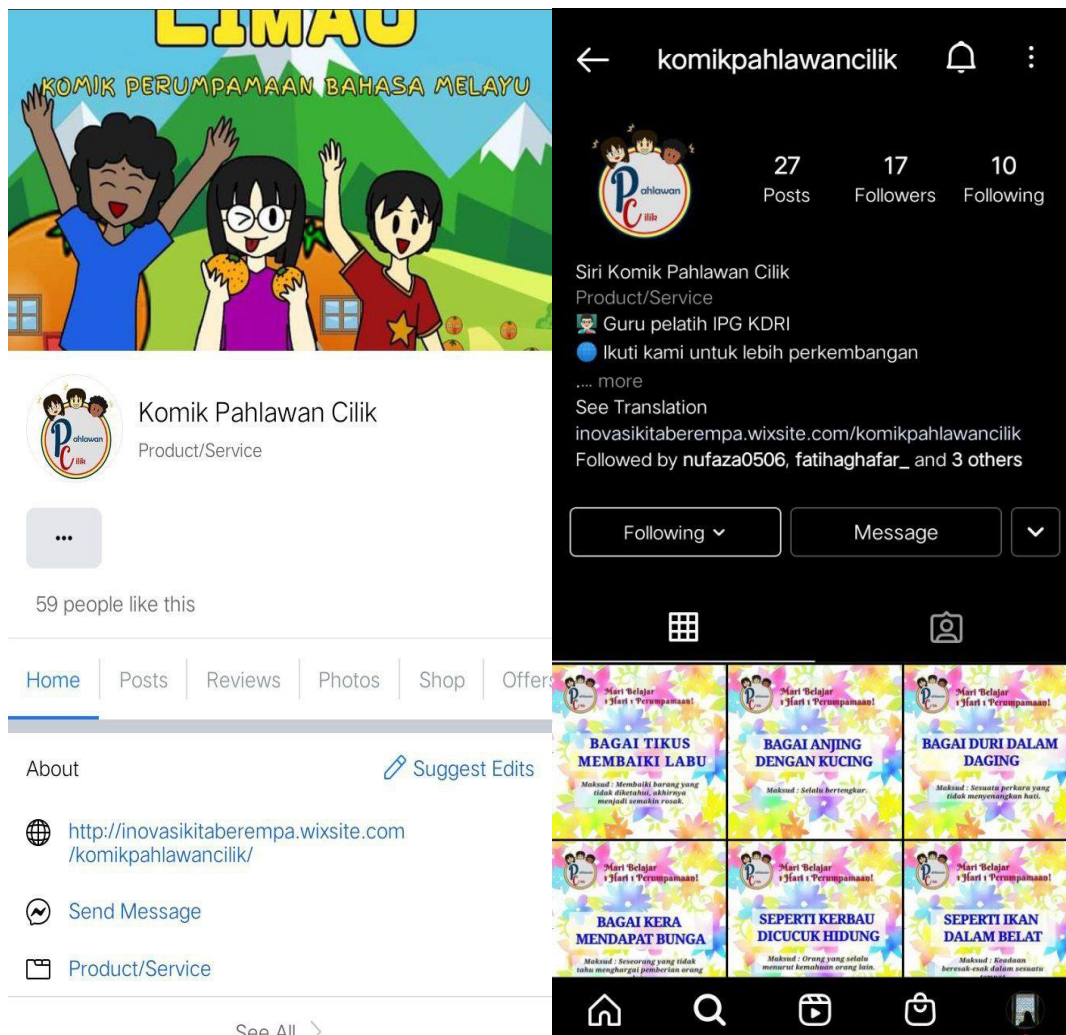 LIMAU
KOMIK PERUMPAMAAN BAHASA MELAYU
Pahlawan
Cilik
Komik Pahlawan Cilik
Product/Service
59 people like this
Home
Posts
Reviews
Photos
Shop
Offers
About
Suggest Edits
http://inovasikitaberempa.wixsite.com
/komikpahlawancilik/
Send Message
Product/Service
See All
komikpahlawancilik
Pahlawan
Cilik
27
Posts
17
Followers
10
Following
Siri Komik Pahlawan Cilik
Product/Service
Guru pelatih IPG KDRI
Ikuti kami untuk lebih perkembangan
.... more
See Translation
inovasikitaberempa.wixsite.com/komikpahlawancilik
Followed by nufaza0506, fatihaghafar_ and 3 others
Following
Message
Mari Belajar
1 Hari 1 Perumpamaan!
BAGAI TIKUS
MEMBAIKI LABU
Maksud : Membaiki barang yang
tidak diketahui, akhirnya
menjadi semakin rosak.
Mari Belajar
1 Hari 1 Perumpamaan!
BAGAI ANJING
DENGAN KUCING
Maksud : Selalu bertengkar.
Mari Belajar
1 Hari 1 Perumpamaan!
BAGAI DURI DALAM
DAGING
Maksud : Sesuatu perkara yang
tidak menyenangkan hati.
Mari Belajar
1 Hari 1 Perumpamaan!
BAGAI KERA
MENDAPAT BUNGA
Maksud : Seseorang yang tidak
tahu menghargai pemberian orang
Mari Belajar
1 Hari 1 Perumpamaan!
SEPERTI KERBAU
DICUCUK HIDUNG
Maksud : Orang yang selalu
menurut kemahuan orang lain.
Mari Belajar
1 Hari 1 Perumpamaan!
SEPERTI IKAN
DALAM BELAT
Maksud : Keadaan
beresak-esak dalam sesuatu